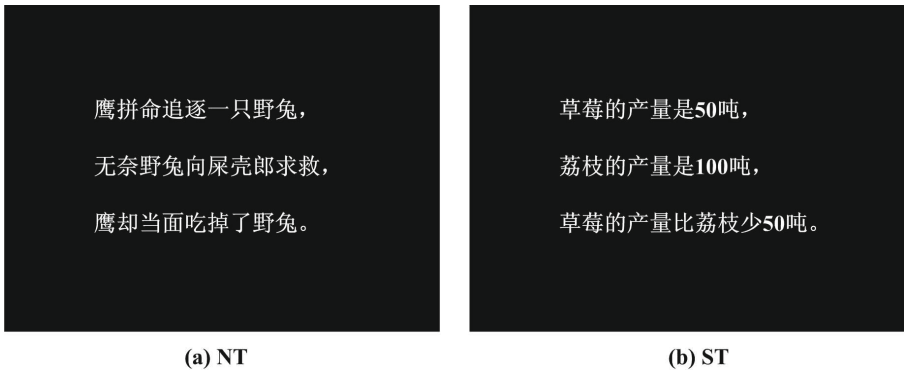 鹰拼命追逐一只野兔，
无奈野兔向屎壳郎求救，
鹰却当面吃掉了野兔。
(a) NT
草莓的产量是50吨，
荔枝的产量是100吨，
草莓的产量比荔枝少50吨。
(b) ST